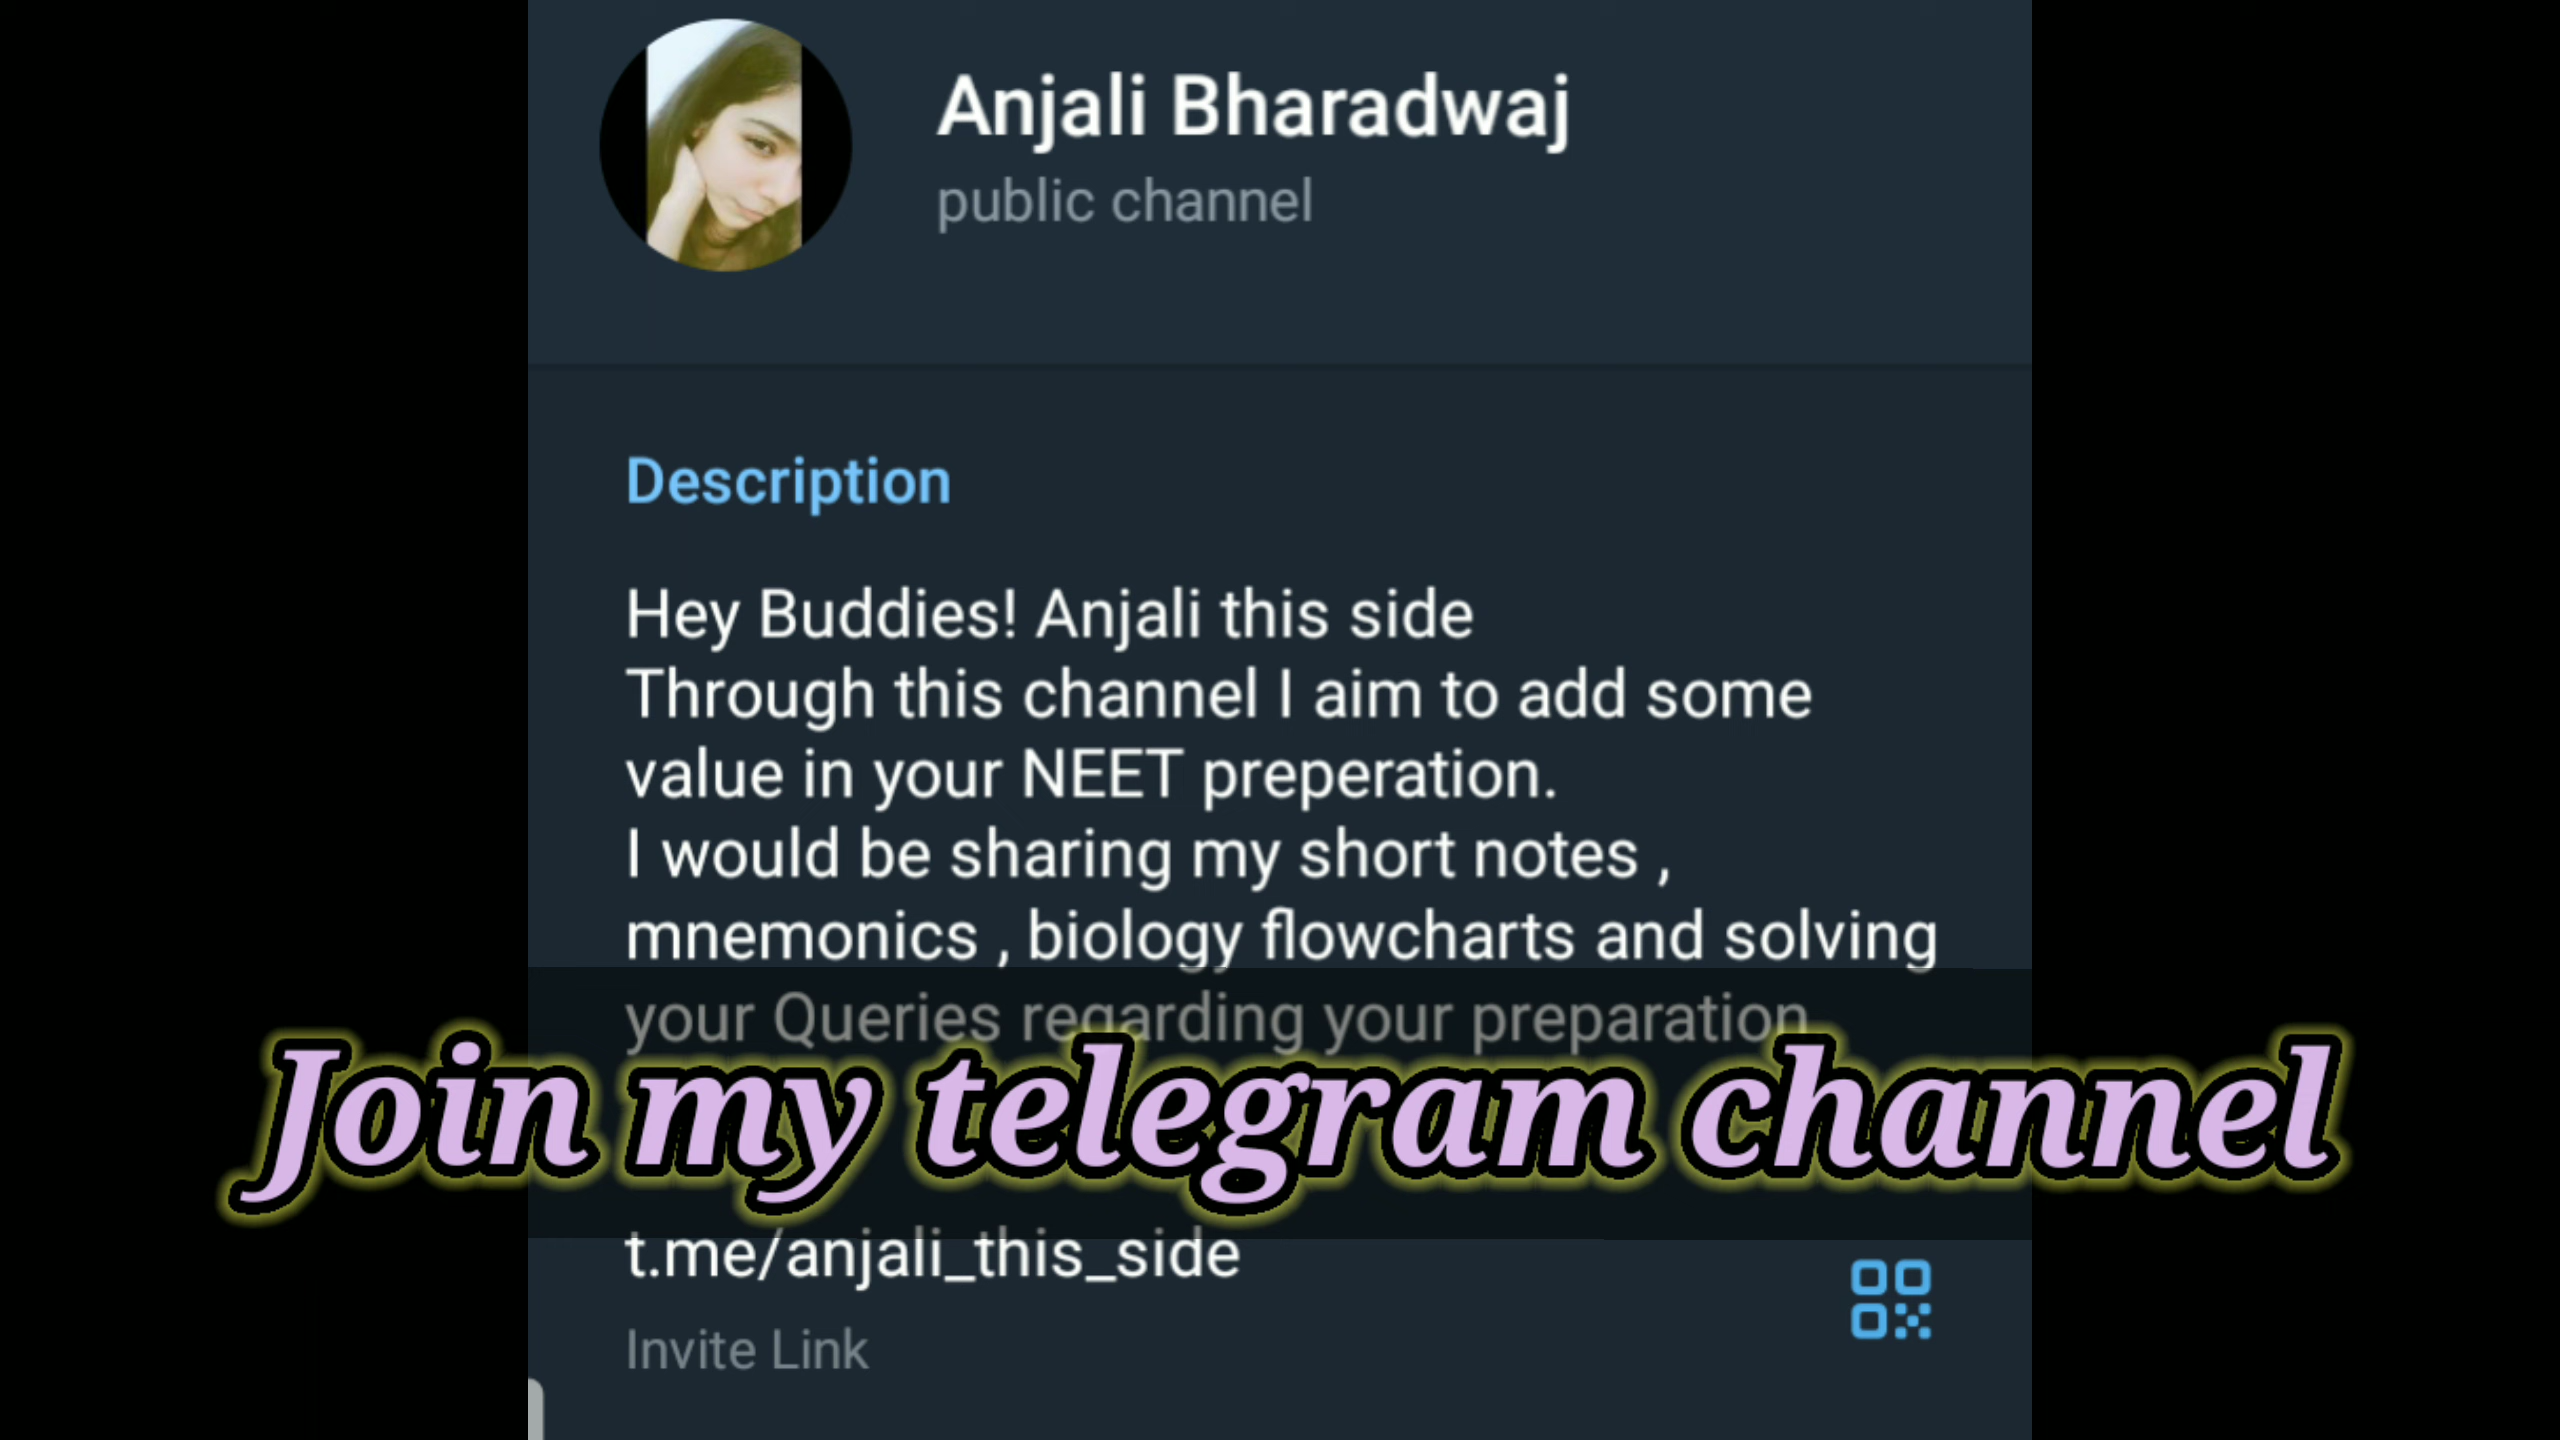 Anjali Bharadwaj
public channel
Description
Hey Buddies! Anjali this side
Through this channel I aim to add some
value in your NEET preperation.
I would be sharing my short notes ,
mnemonics , biology flowcharts and solving
your Queries regarding your preparation
Join my telegram channel
t.me/anjali_this_side
Invite Link